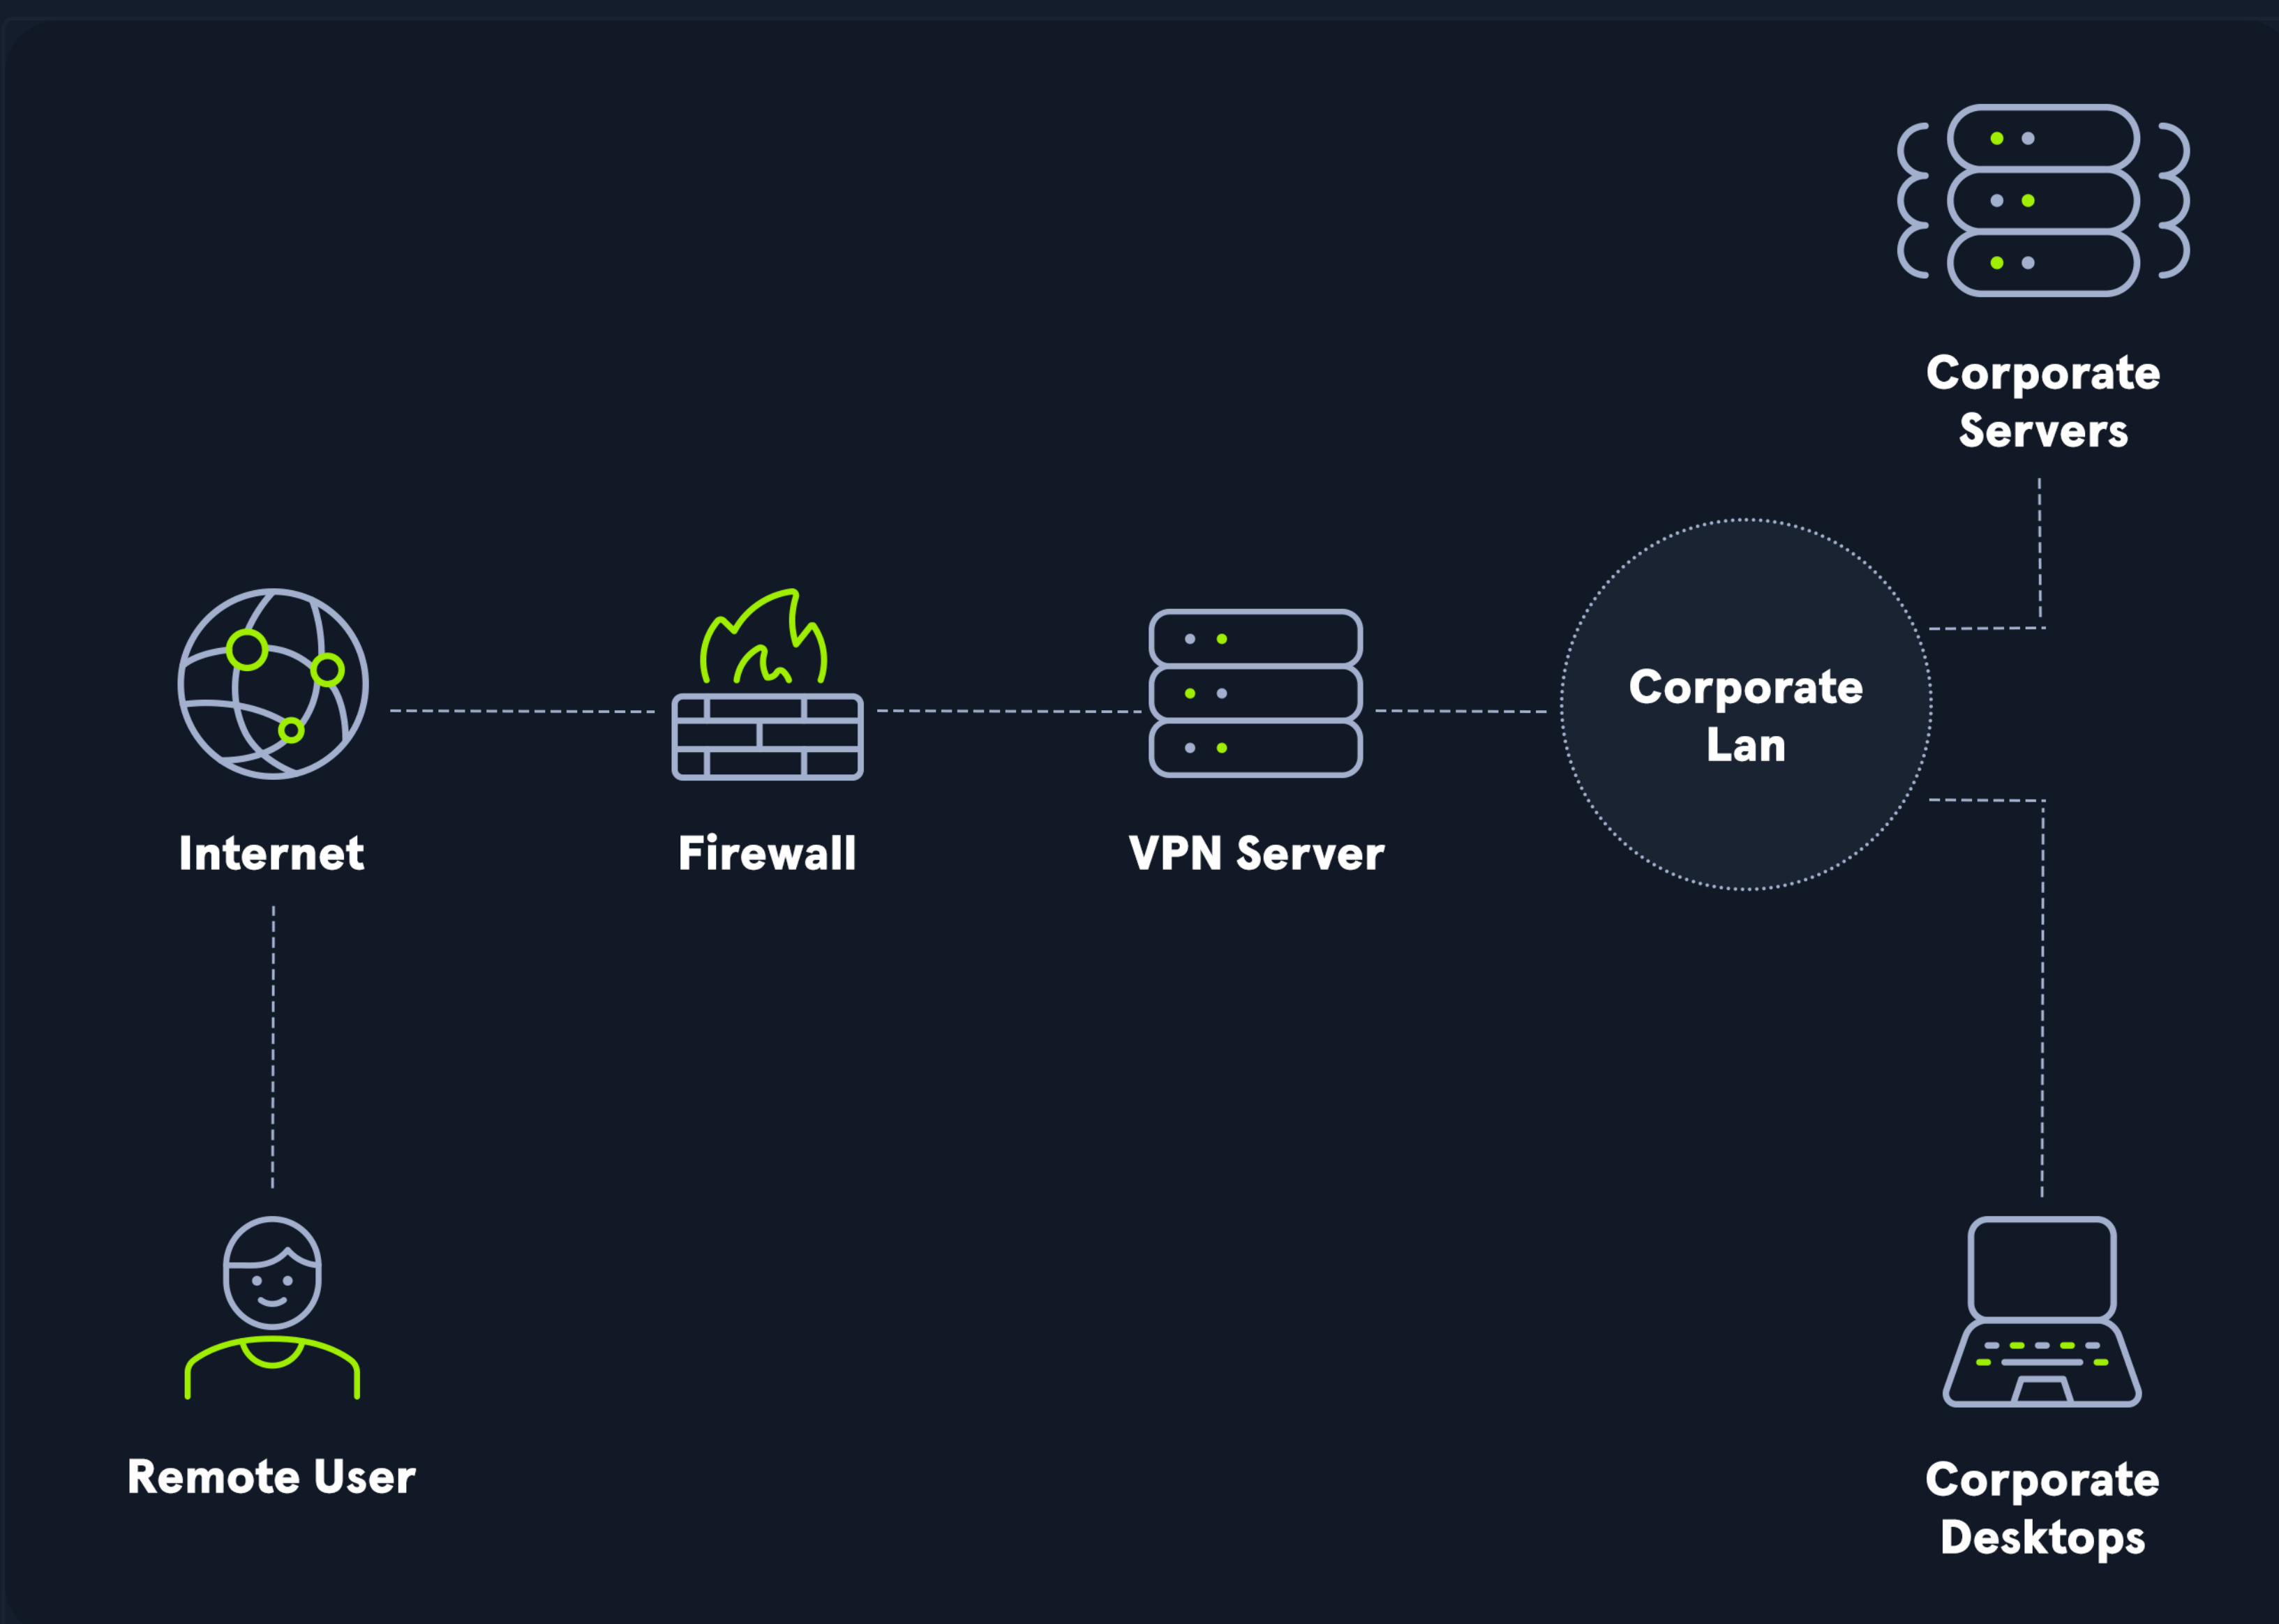 Corporate
Servers
Corporate
Lan
Internet
Firewall
VPN Server
Remote User
Corporate
Desktops